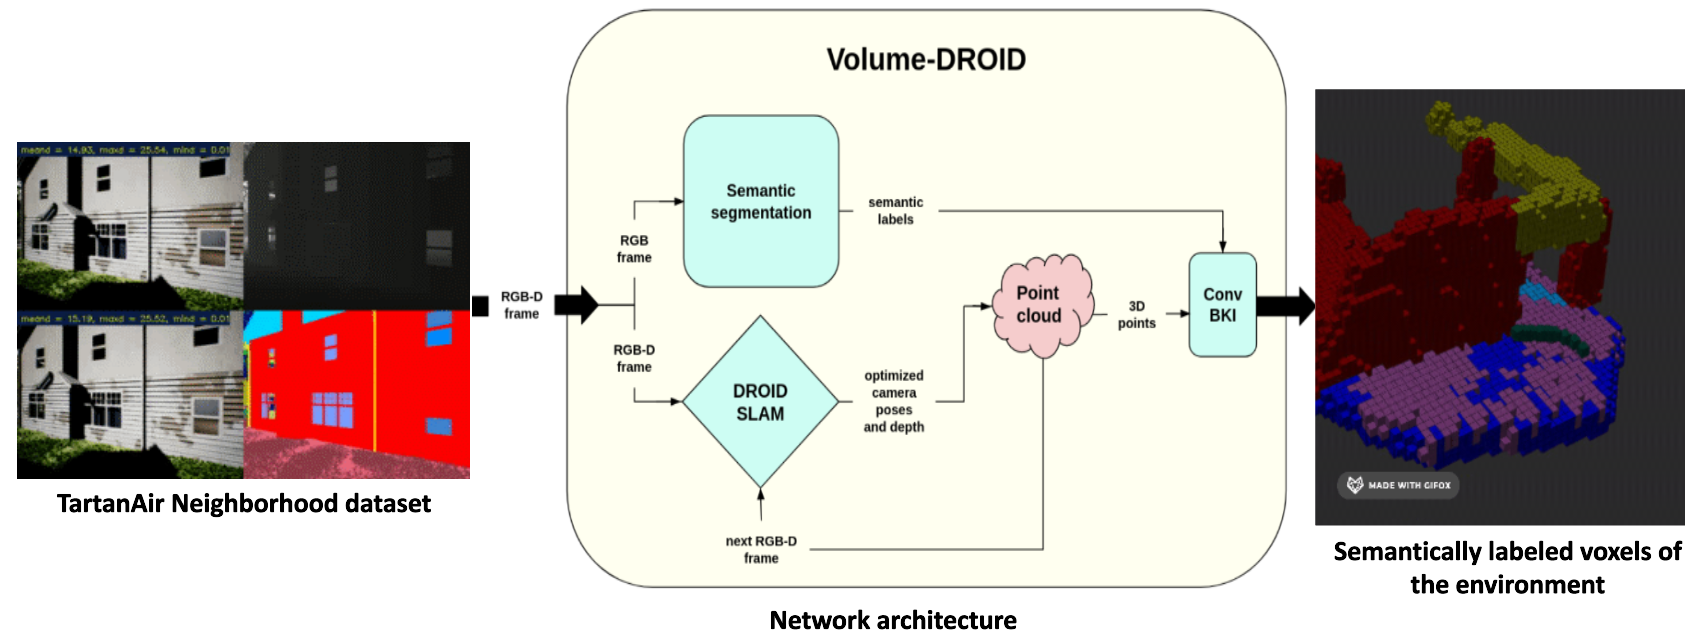 Volume-DROID
meand = 14.93, maxd = 25.54, mind = 0.01
meand = 15.19, maxd = 25.52, mind = 0.01
TartanAir Neighborhood dataset
RGB-D
frame
RGB
frame
RGB-D
frame
Semantic
segmentation
semantic
labels
DROID
SLAM
optimized
camera
poses
and depth
Point
cloud
3D
points
Conv
BKI
next RGB-D
frame
Network architecture
MADE WITH GIFOX
Semantically labeled voxels of
the environment